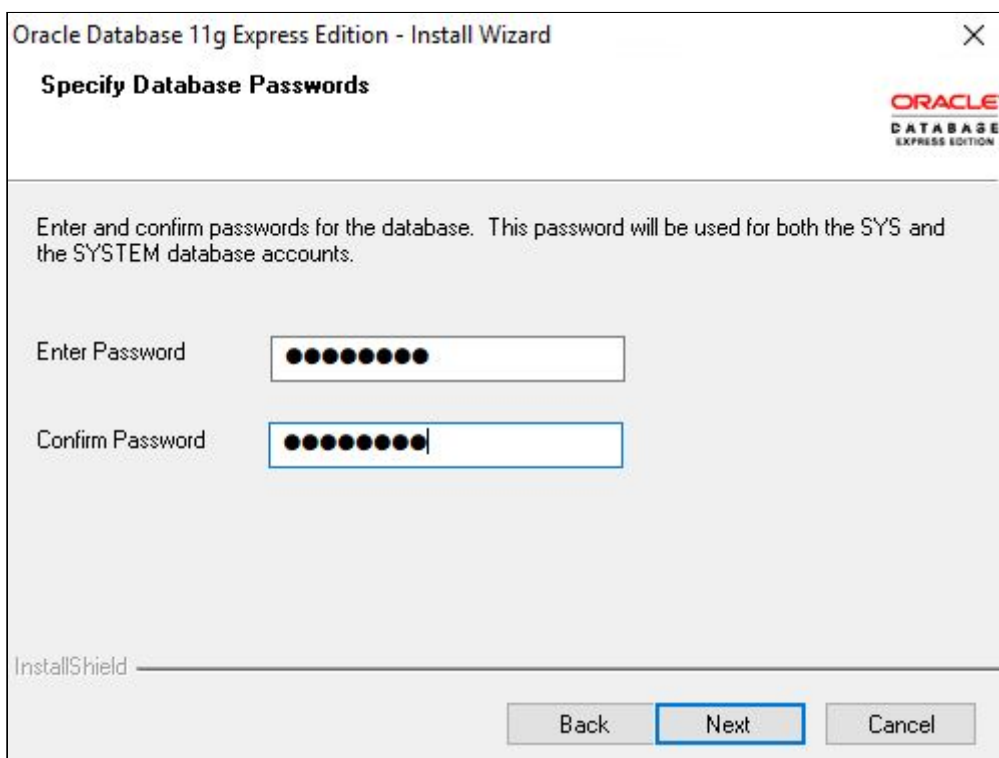 Oracle Database 11g Express Edition - Install Wizard
Specify Database Passwords
ORACLE
DATABASE
EXPRESS EDITION
Enter and confirm passwords for the database.  This password will be used for both the SYS and
the SYSTEM database accounts.
Enter Password
●●●●●●●●
Confirm Password
●●●●●●●●
InstallShield
Back Next Cancel